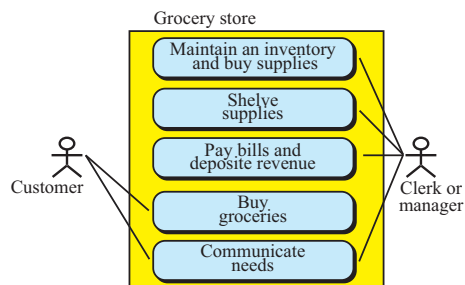 Grocery store
Maintain an inventory
and buy supplies
Shelve
supplies
Pay bills and
deposite revenue
Customer
Clerk or
manager
Buy
groceries
Communicate
needs